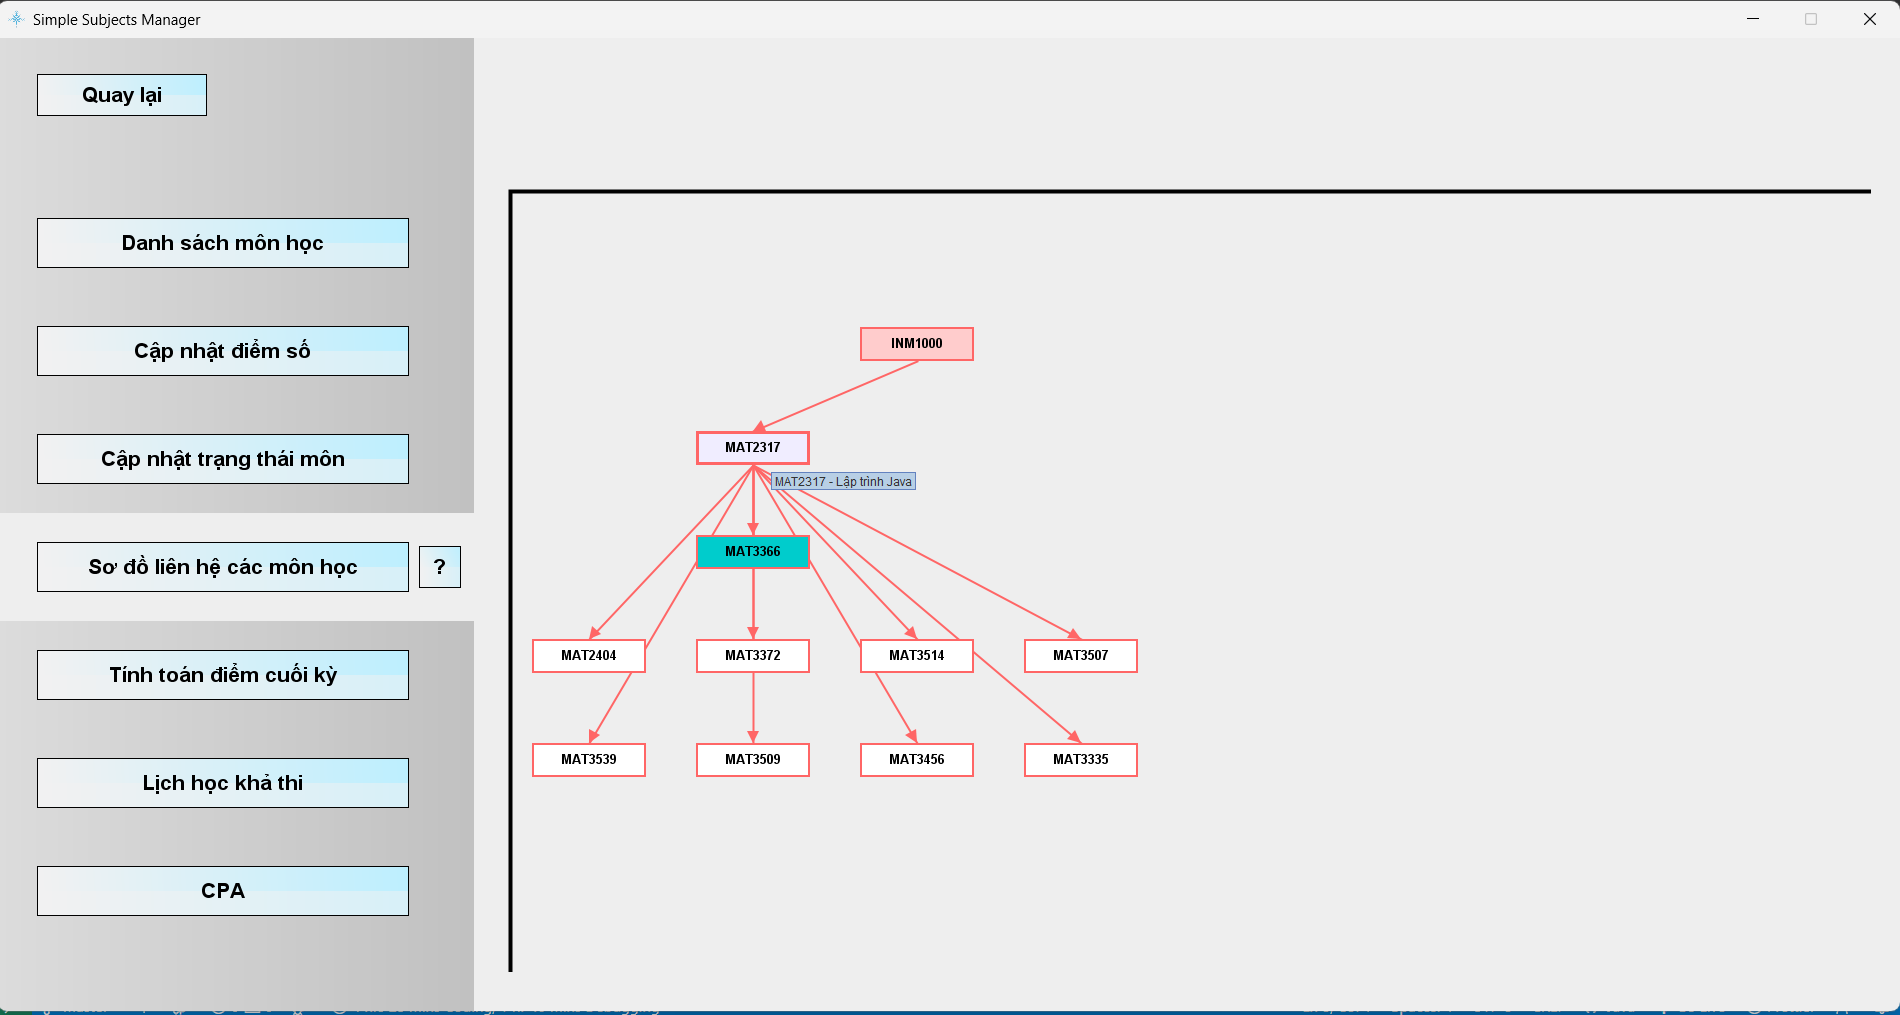 Simple Subjects Manager
Quay lại
Danh sách môn học
Cập nhật điểm số
Cập nhật trạng thái môn
Sơ đồ liên hệ các môn học
?
Tính toán điểm cuối kỳ
Lịch học khả thi
CPA
INM1000
MAT2317
MAT2317 - Lập trình Java
MAT3366
MAT2404
MAT3372
MAT3514
MAT3507
MAT3539
MAT3509
MAT3456
MAT3335